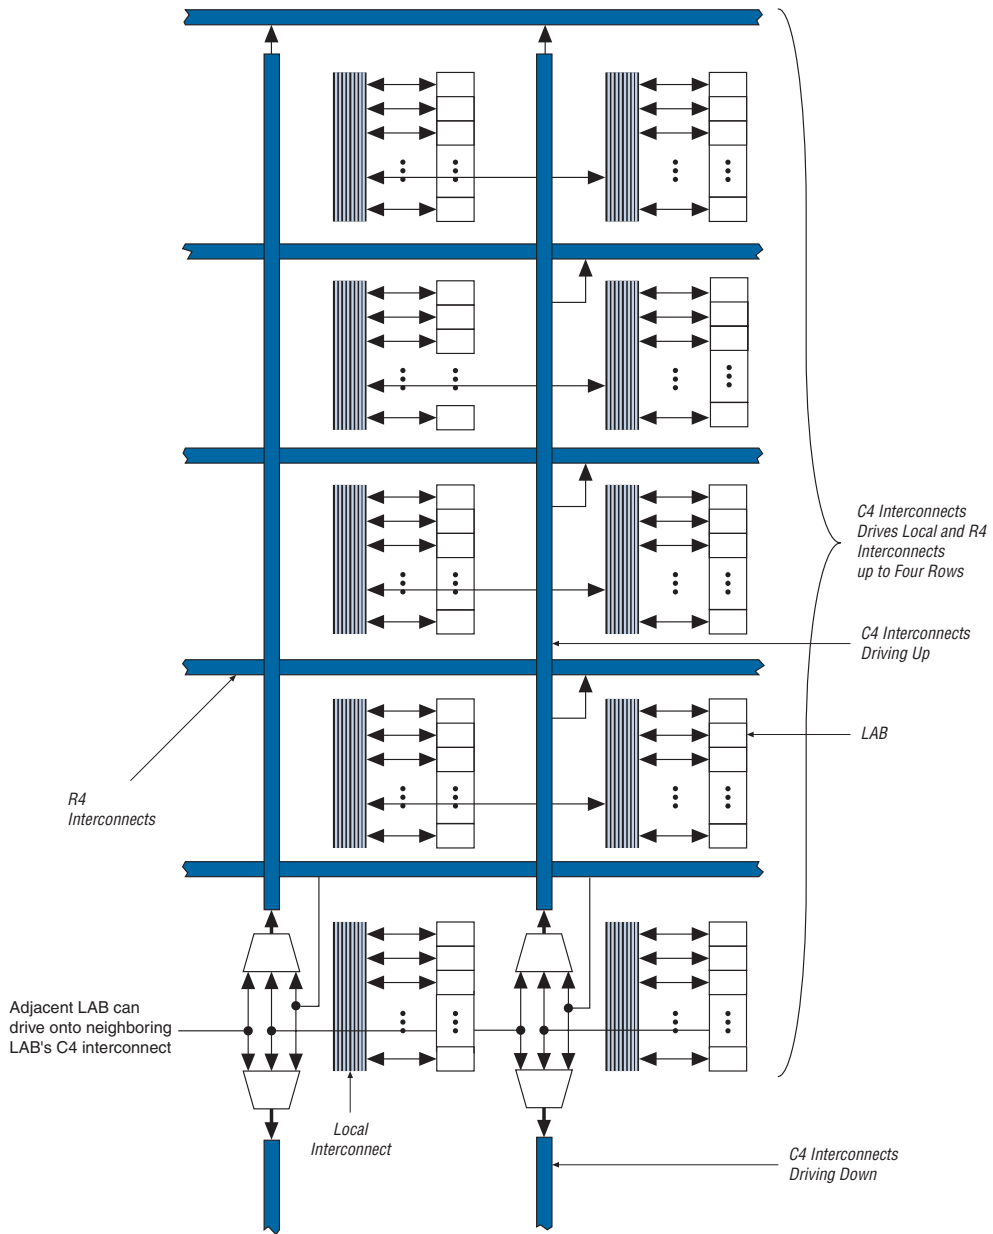 C4 Interconnects
Drives Local and R4
Interconnects
up to Four Rows
C4 Interconnects
Driving Up
LAB
R4
Interconnects
Adjacent LAB can
drive onto neighboring
LAB's C4 interconnect
Local
Interconnect
C4 Interconnects
Driving Down